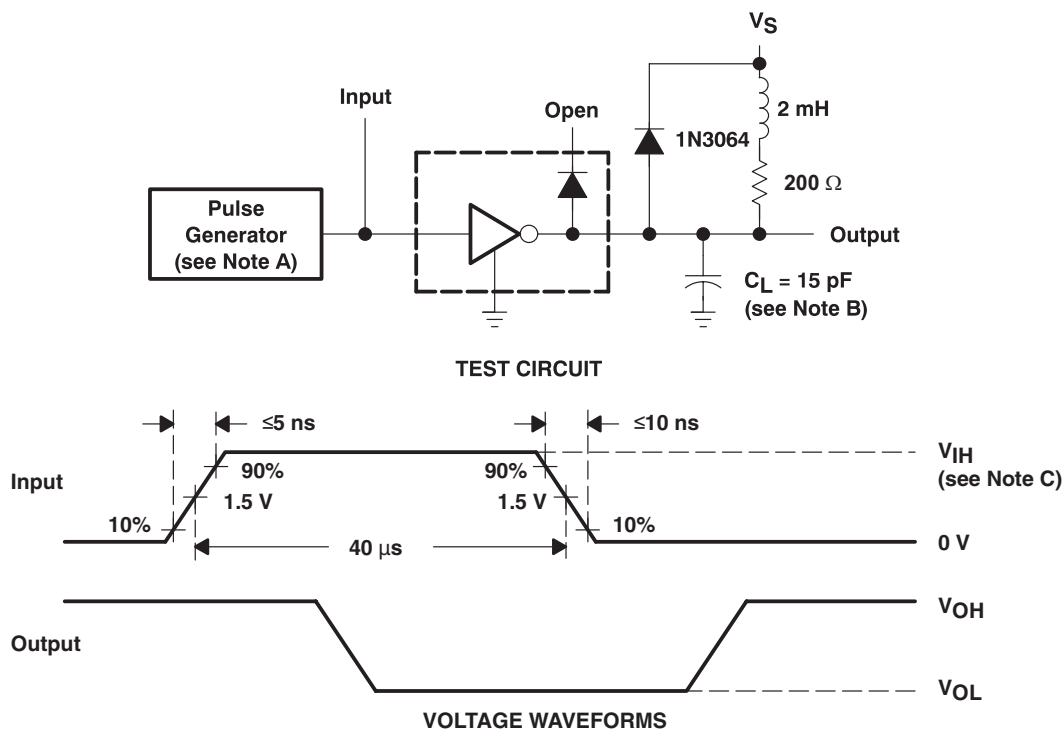 VS
Input
2 mH
Open
1N3064
200 Ω
Pulse
Generator
(see Note A)
Output
CL = 15 pF
(see Note B)
TEST CIRCUIT
≤5 ns
≤10 ns
VIH
(see Note C)
90%
90%
Input
1.5 V
1.5 V
10%
10%
40 μs
0 V
VOH
Output
VOL
VOLTAGE WAVEFORMS